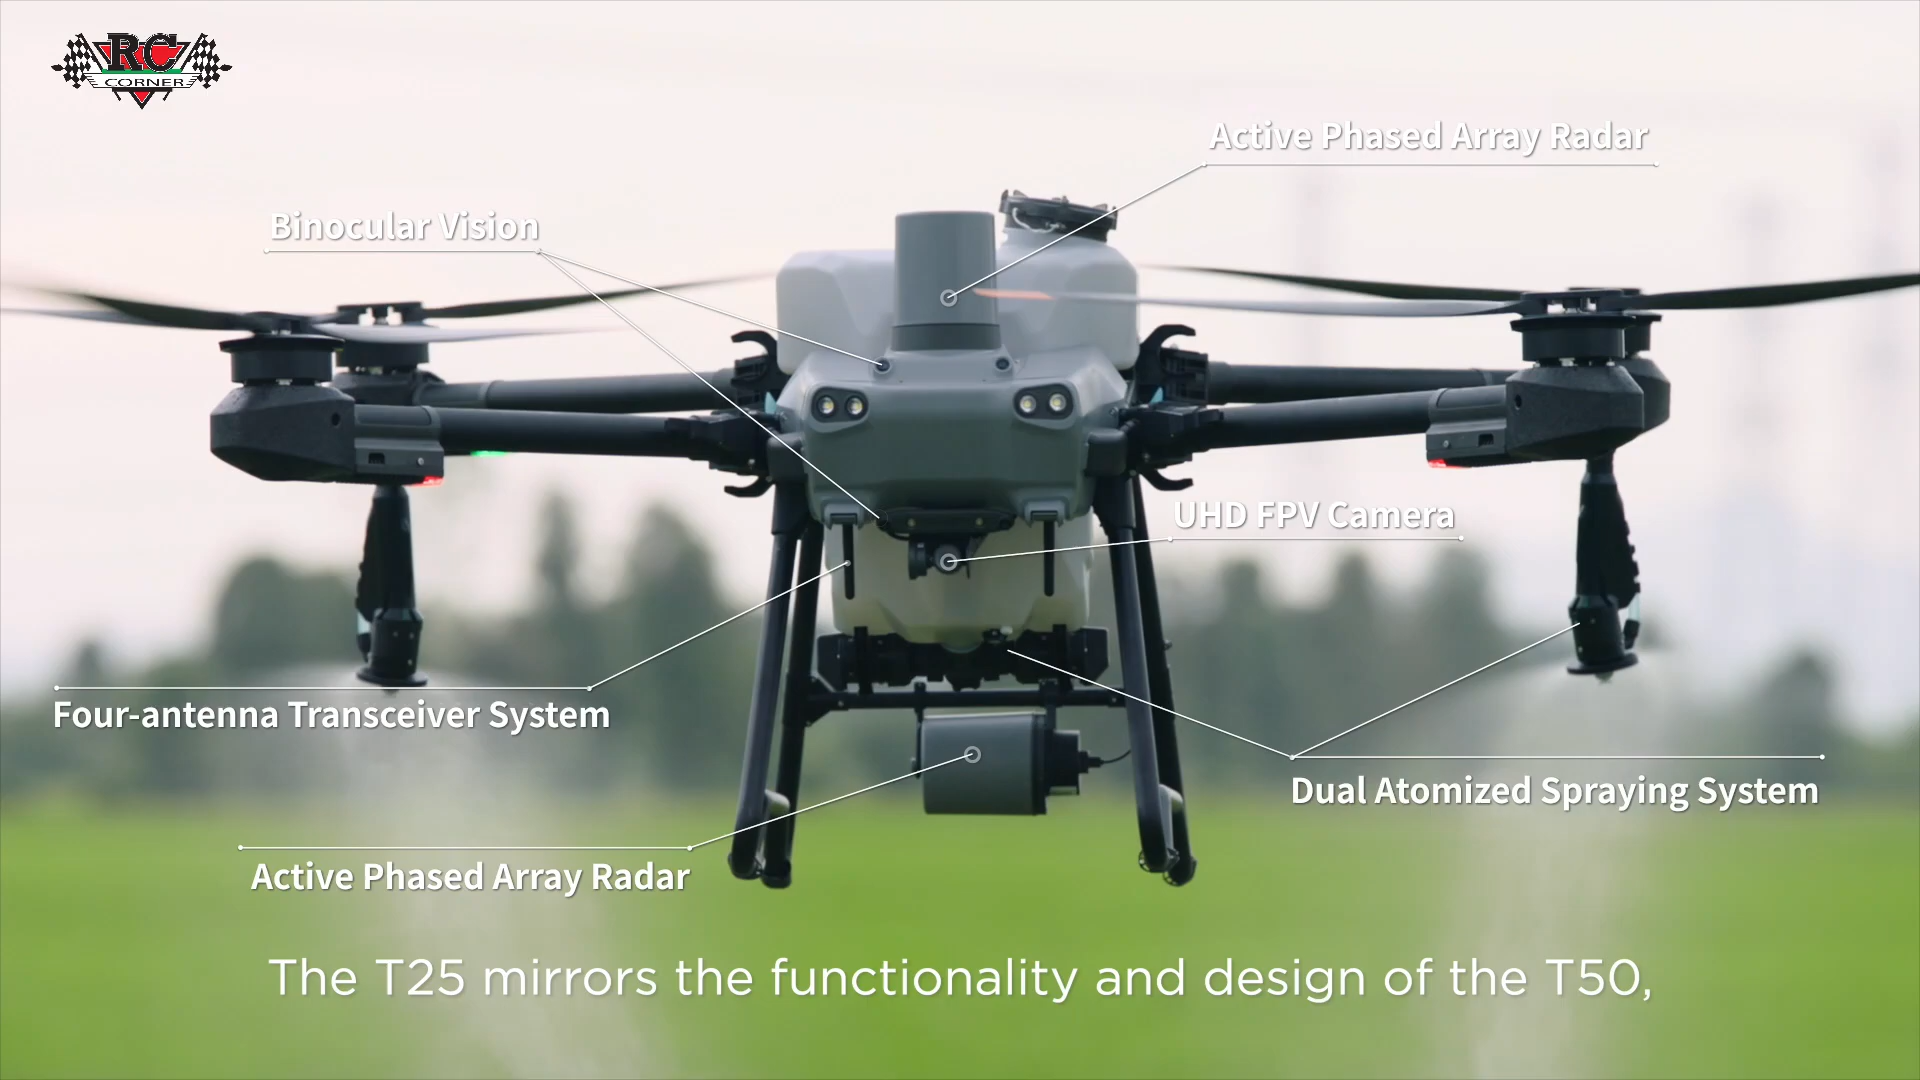 RC
CORNER
Active Phased Array Radar
Binocular Vision
UHD FPV Camera
Four-antenna Transceiver System
Dual Atomized Spraying System
Active Phased Array Radar
The T25 mirrors the functionality and design of the T50,